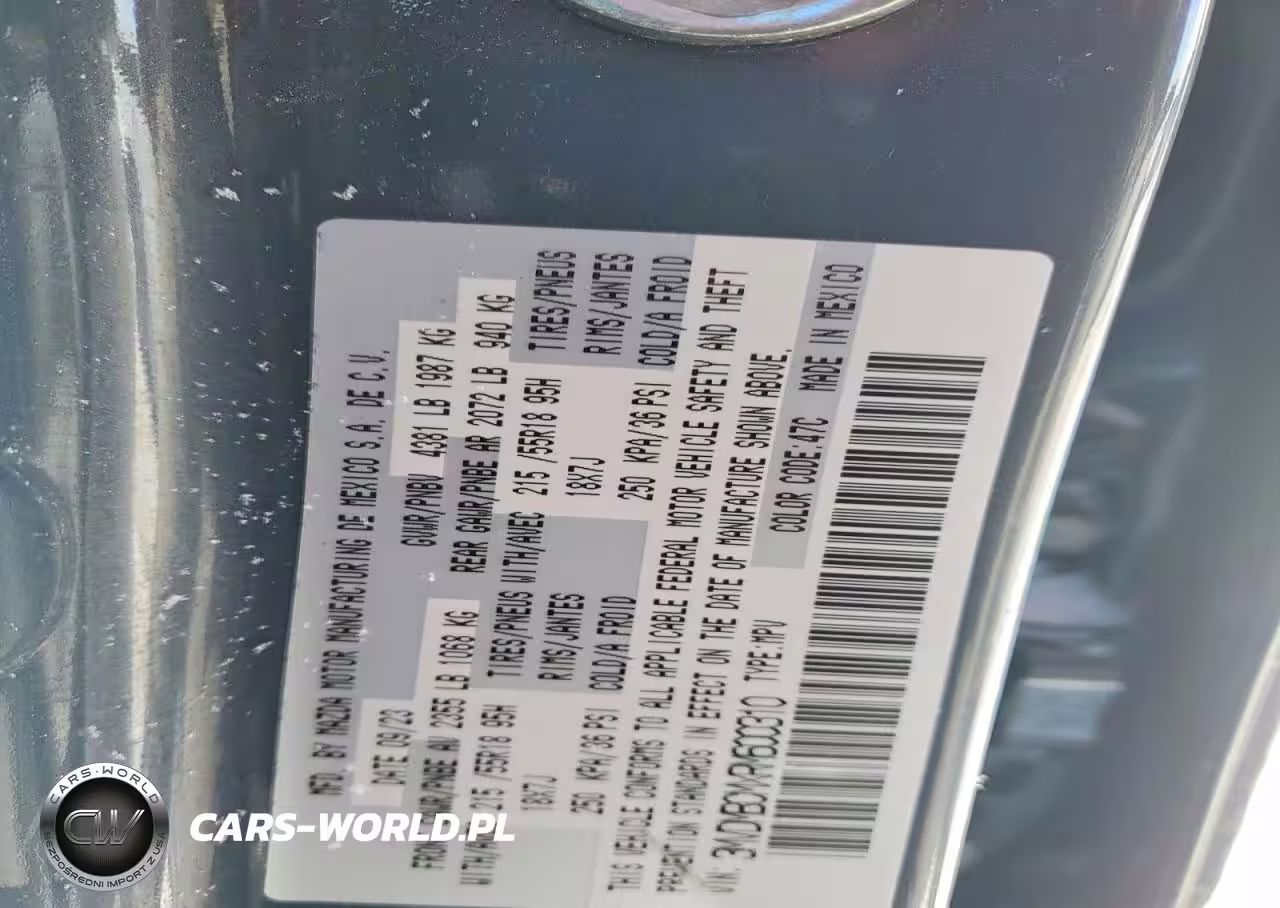 MFD. BY MAZDA MOTOR MANUFACTURING DE MEXICO S.A. DE C.V.
DATE 09/23 GVWR/PNBV 4381 LB 1987 KG
FRONT GAWR/PNBE AV 2355 LB 1068 KG REAR GAWR/PNBE AR 2072 LB 940 KG
WITH/AVEC 215 /55R18 95H TIRES/PNEUS WITH/AVEC 215 /55R18 95H TIRES/PNEUS
18X7J RIMS/JANTES 18X7J RIMS/JANTES
250 KPA/36 PSI COLD/A FROID 250 KPA/36 PSI COLD/A FROID
THIS VEHICLE CONFORMS TO ALL APPLICABLE FEDERAL MOTOR VEHICLE SAFETY AND THEFT
PREVENTION STANDARDS IN EFFECT ON THE DATE OF MANUFACTURE SHOWN ABOVE.
VIN: TYPE:MPV COLOR CODE:47C MADE IN MEXICO
CARS-WORLD
CW
BEZPOŚREDNI IMPORT Z USA
CARS-WORLD.PL